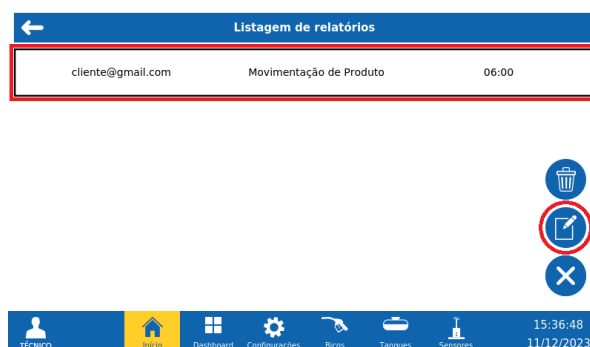 Listagem de relatórios
cliente@gmail.com Movimentação de Produto 06:00
15:36:48
TÉCNICO Início Dashboard Configurações Bicos Tanques Sensores 11/12/2023